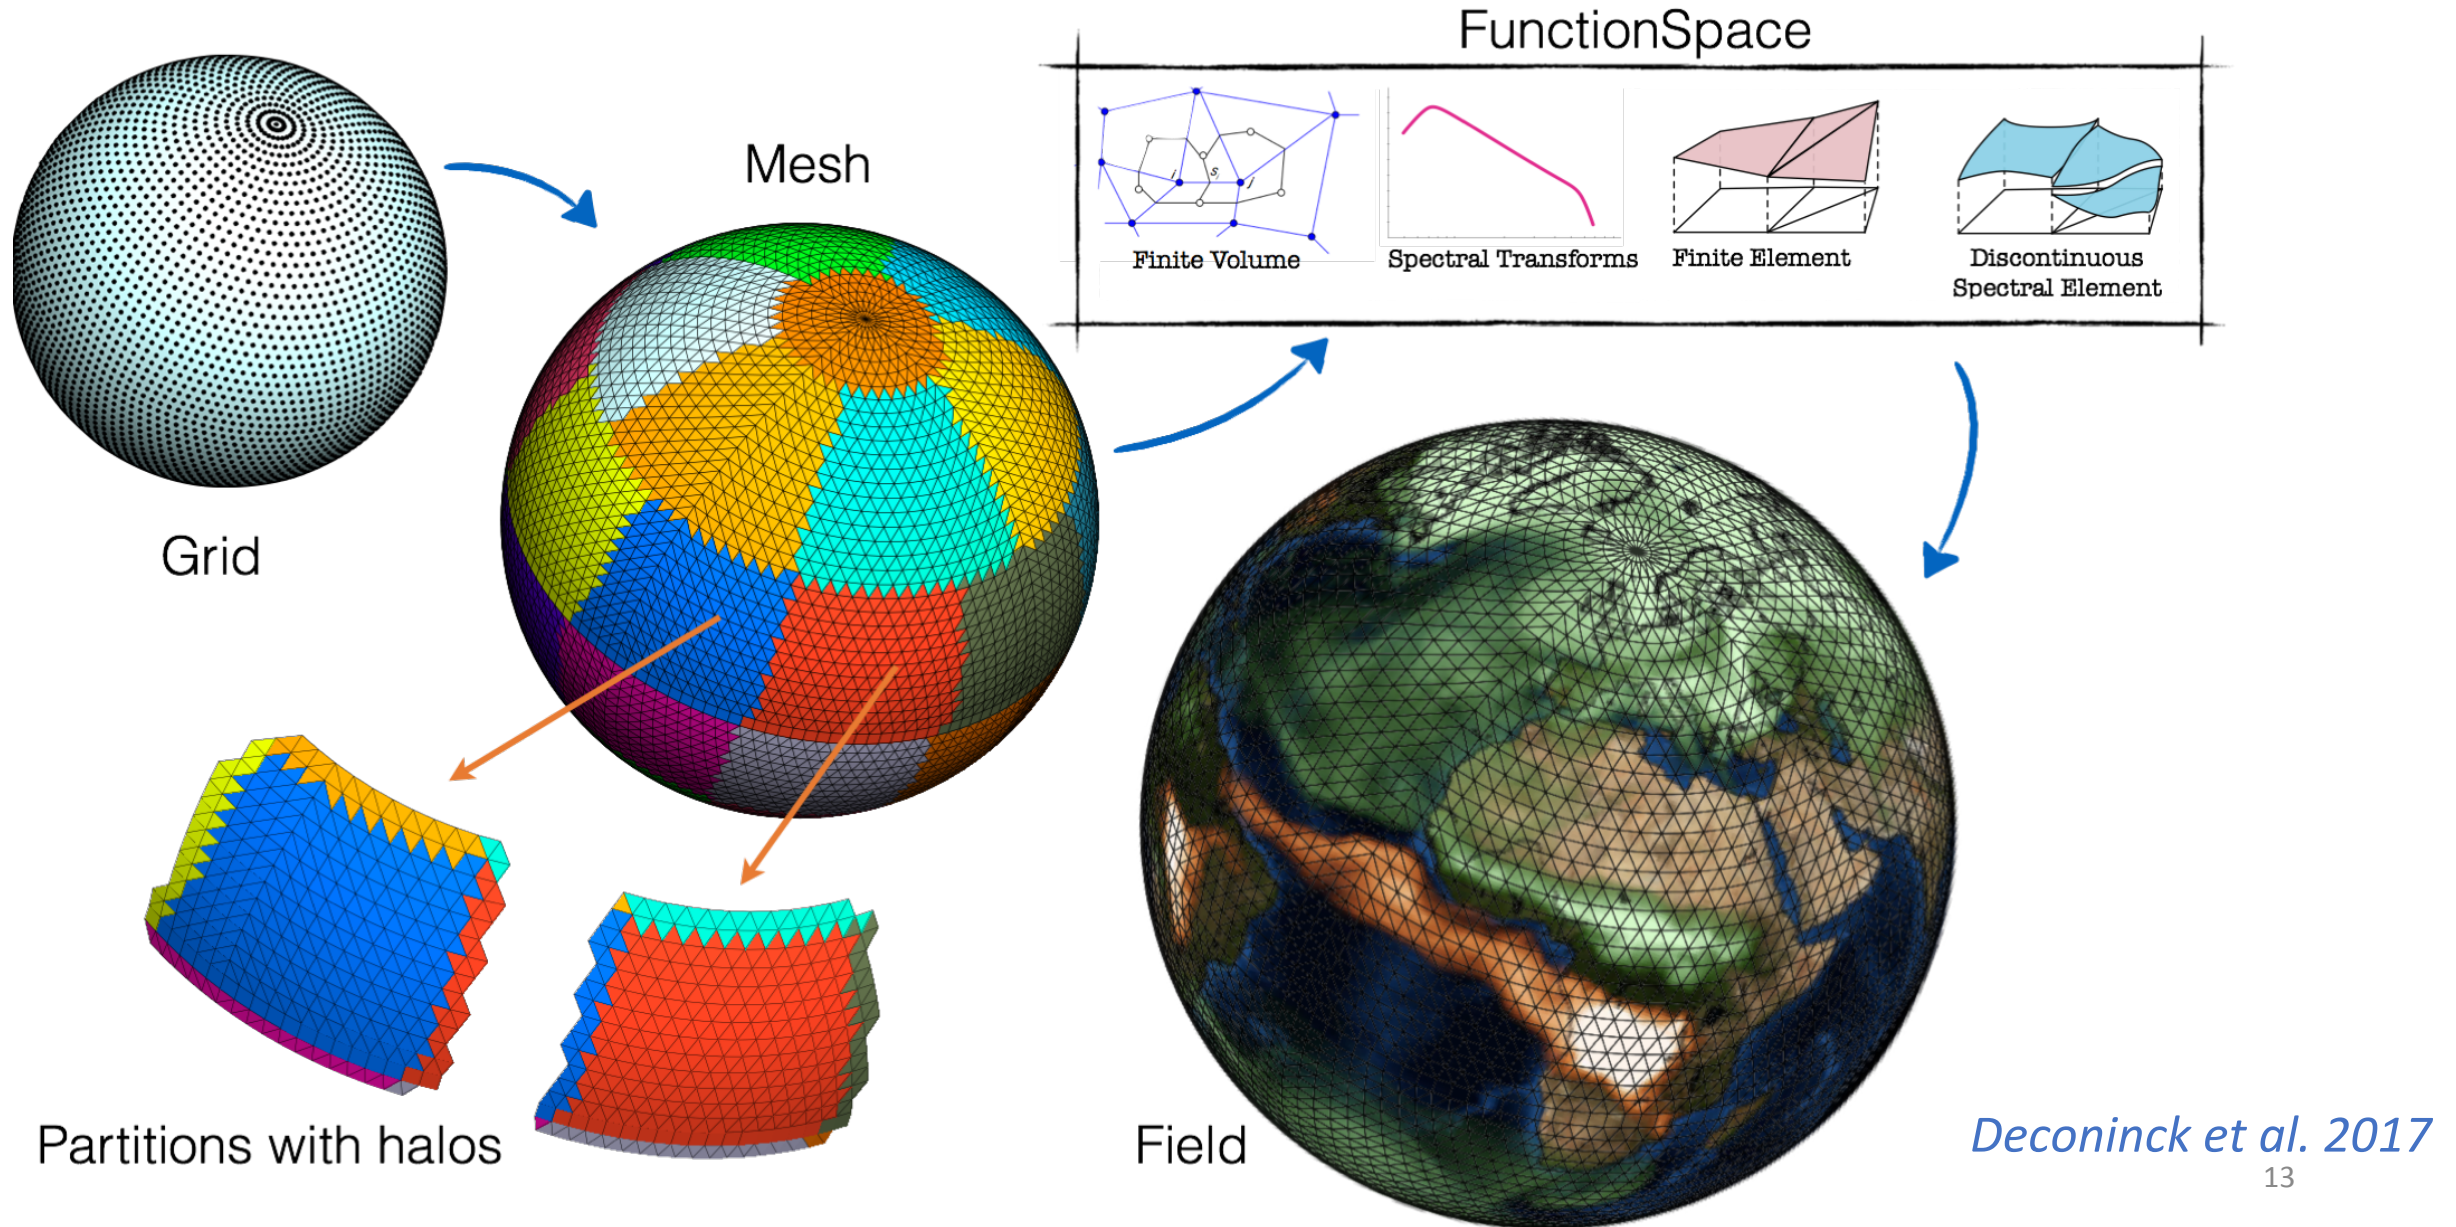 FunctionSpace
Mesh
i
s
j
Finite Volume
Spectral Transforms
Finite Element
Discontinuous
Spectral Element
Grid
Partitions with halos
Field
Deconinck et al. 2017
13